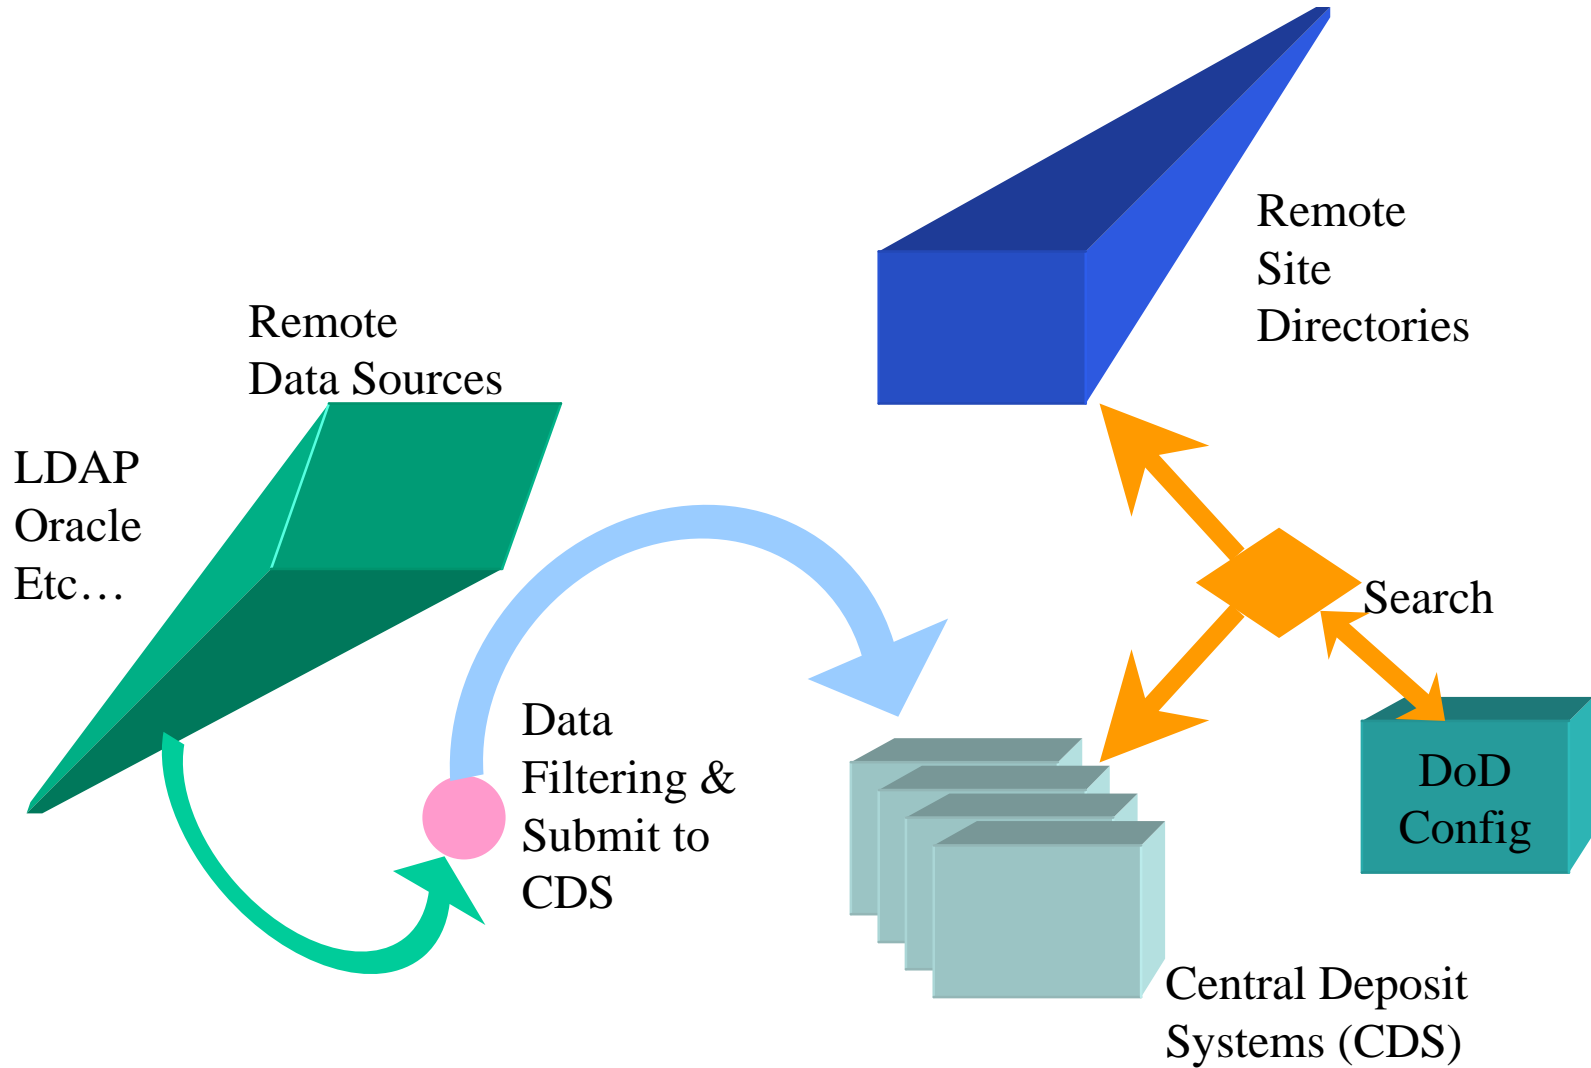 Remote
Site
Directories
Remote
Data Sources
LDAP
Oracle
Etc…
Search
Data
Filtering &
Submit to
CDS
DoD
Config
Central Deposit
Systems (CDS)